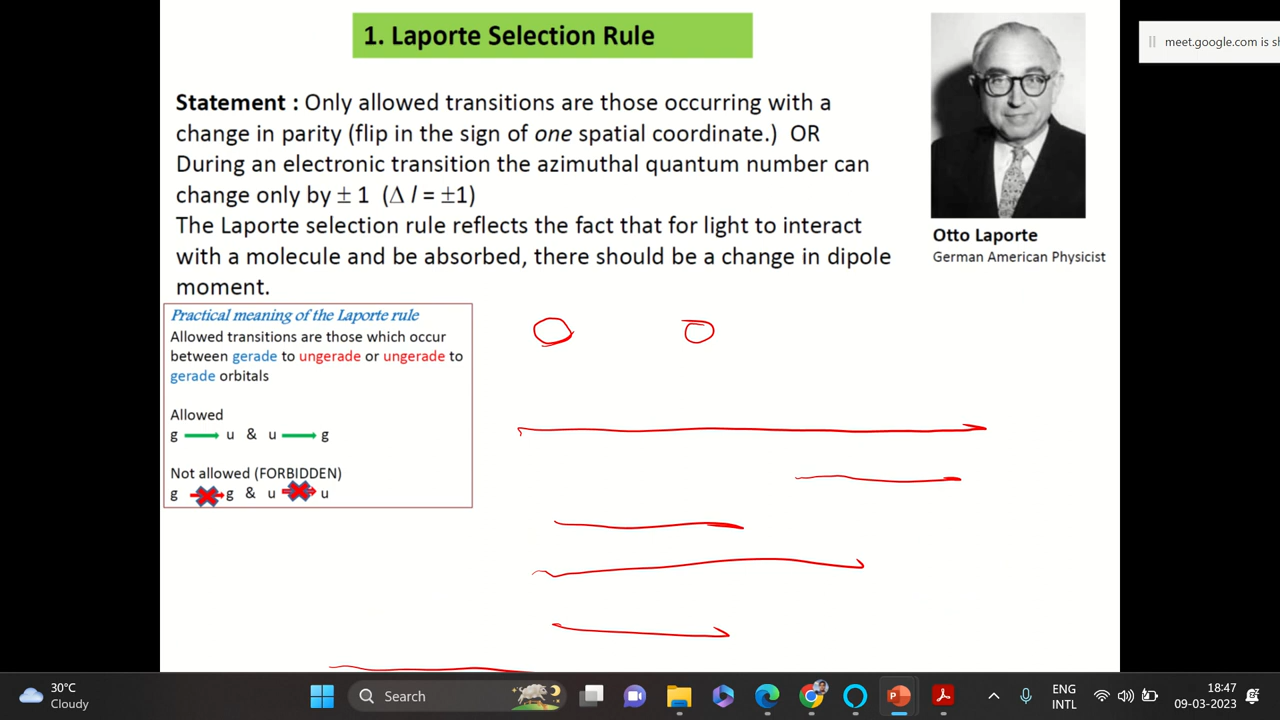 1. Laporte Selection Rule
meet.google.com is sh
Statement : Only allowed transitions are those occurring with a
change in parity (flip in the sign of one spatial coordinate.) OR
During an electronic transition the azimuthal quantum number can
change only by ± 1 (Δ l = ±1)
The Laporte selection rule reflects the fact that for light to interact
with a molecule and be absorbed, there should be a change in dipole
moment.
Otto Laporte
German American Physicist
Practical meaning of the Laporte rule
Allowed transitions are those which occur
between gerade to ungerade or ungerade to
gerade orbitals
Allowed
g u & u g
Not allowed (FORBIDDEN)
g g & u u
30°C
Cloudy
Search
ENG
INTL
18:47
09-03-2023